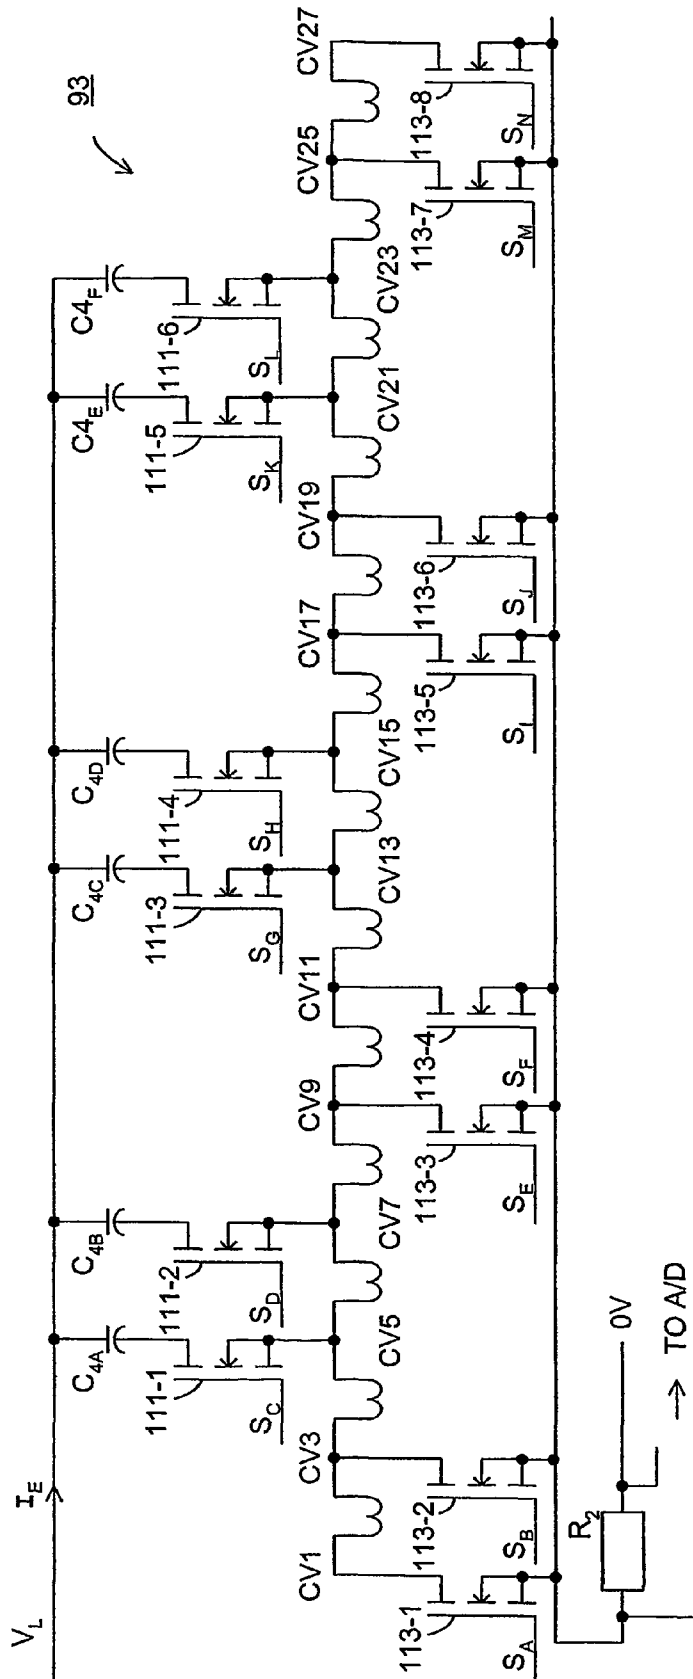 93
V_L
I_E
C_4A
C_4B
C_4C
C_4D
C4_E
C4_F
111-1
111-2
111-3
111-4
111-5
111-6
S_C
S_D
S_G
S_H
S_K
S_L
CV1
CV3
CV5
CV7
CV9
CV11
CV13
CV15
CV17
CV19
CV21
CV23
CV25
CV27
113-1
113-2
113-3
113-4
113-5
113-6
113-7
113-8
S_A
S_B
S_E
S_F
S_I
S_J
S_M
S_N
R_2
0V
TO A/D